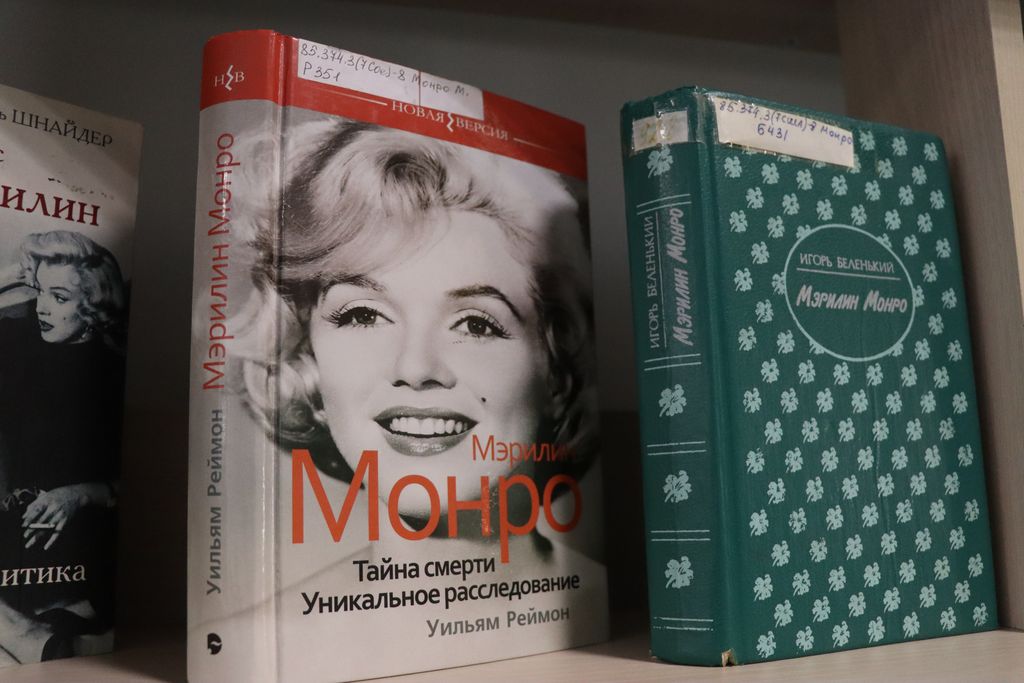 ШНАЙДЕР
ИЛИН
ИТИКА
НВ
Мэрилин Монро
Уильям Реймон
85.374.3(7Сое)-8 Монро М.
Р351
НОВАЯ ВЕРСИЯ
Мэрилин
Монро
Тайна смерти
Уникальное расследование
Уильям Реймон
ИГОРЬ БЕЛЕНЬКИЙ
Мэрилин Монро
85.374.3(7США)-8 Монро
Б431
ИГОРЬ БЕЛЕНЬКИЙ
Мэрилин Монро